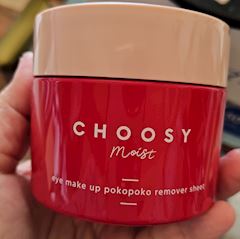 CHOOSY
Moist
eye make up pokopoko remover sheet